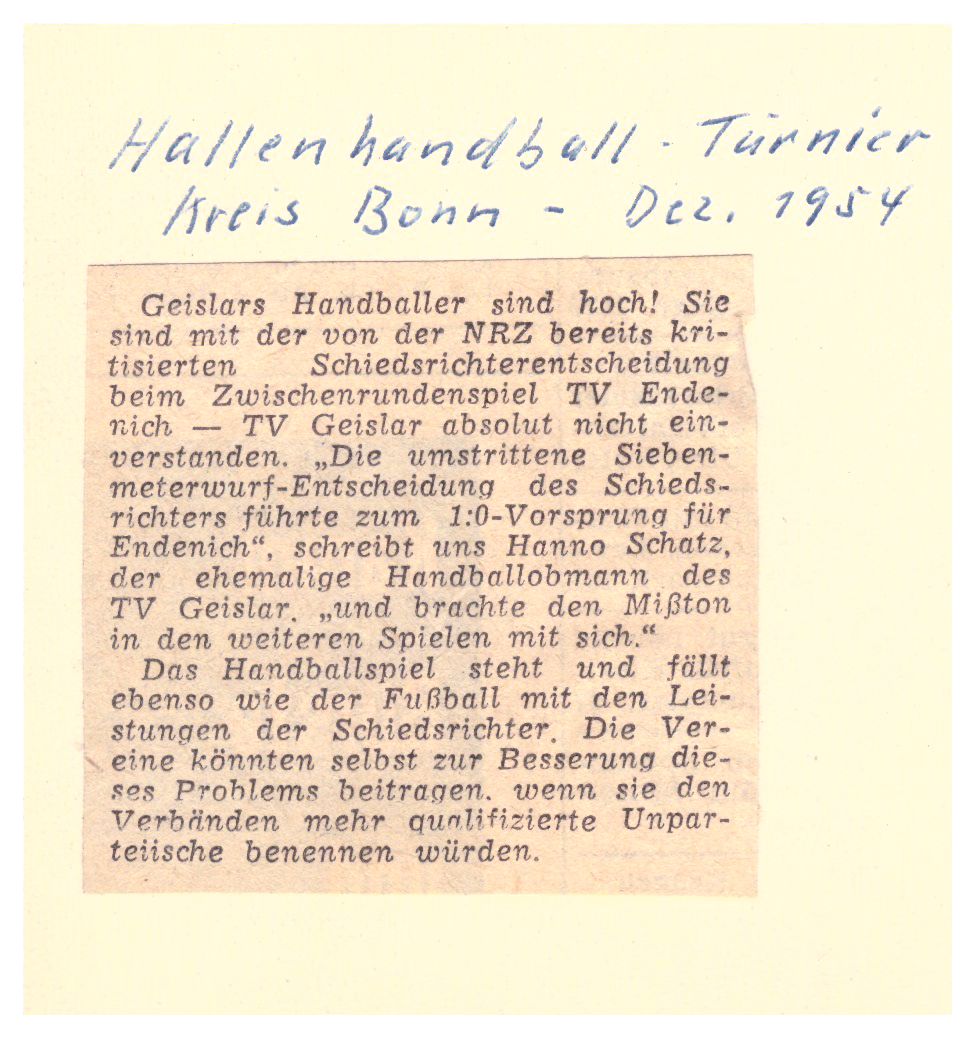 Hallenhandball - Turnier
Kreis Bonn - Dez. 1954
Geislars Handballer sind hoch! Sie
sind mit der von der NRZ bereits kri-
tisierten Schiedsrichterentscheidung
beim Zwischenrundenspiel TV Ende-
nich — TV Geislar absolut nicht ein-
verstanden. „Die umstrittene Sieben-
meterwurf-Entscheidung des Schieds-
richters führte zum 1:0-Vorsprung für
Endenich“, schreibt uns Hanno Schatz,
der ehemalige Handballobmann des
TV Geislar. „und brachte den Mißton
in den weiteren Spielen mit sich.“
Das Handballspiel steht und fällt
ebenso wie der Fußball mit den Lei-
stungen der Schiedsrichter. Die Ver-
eine könnten selbst zur Besserung die-
ses Problems beitragen. wenn sie den
Verbänden mehr qualifizierte Unpar-
teiische benennen würden.